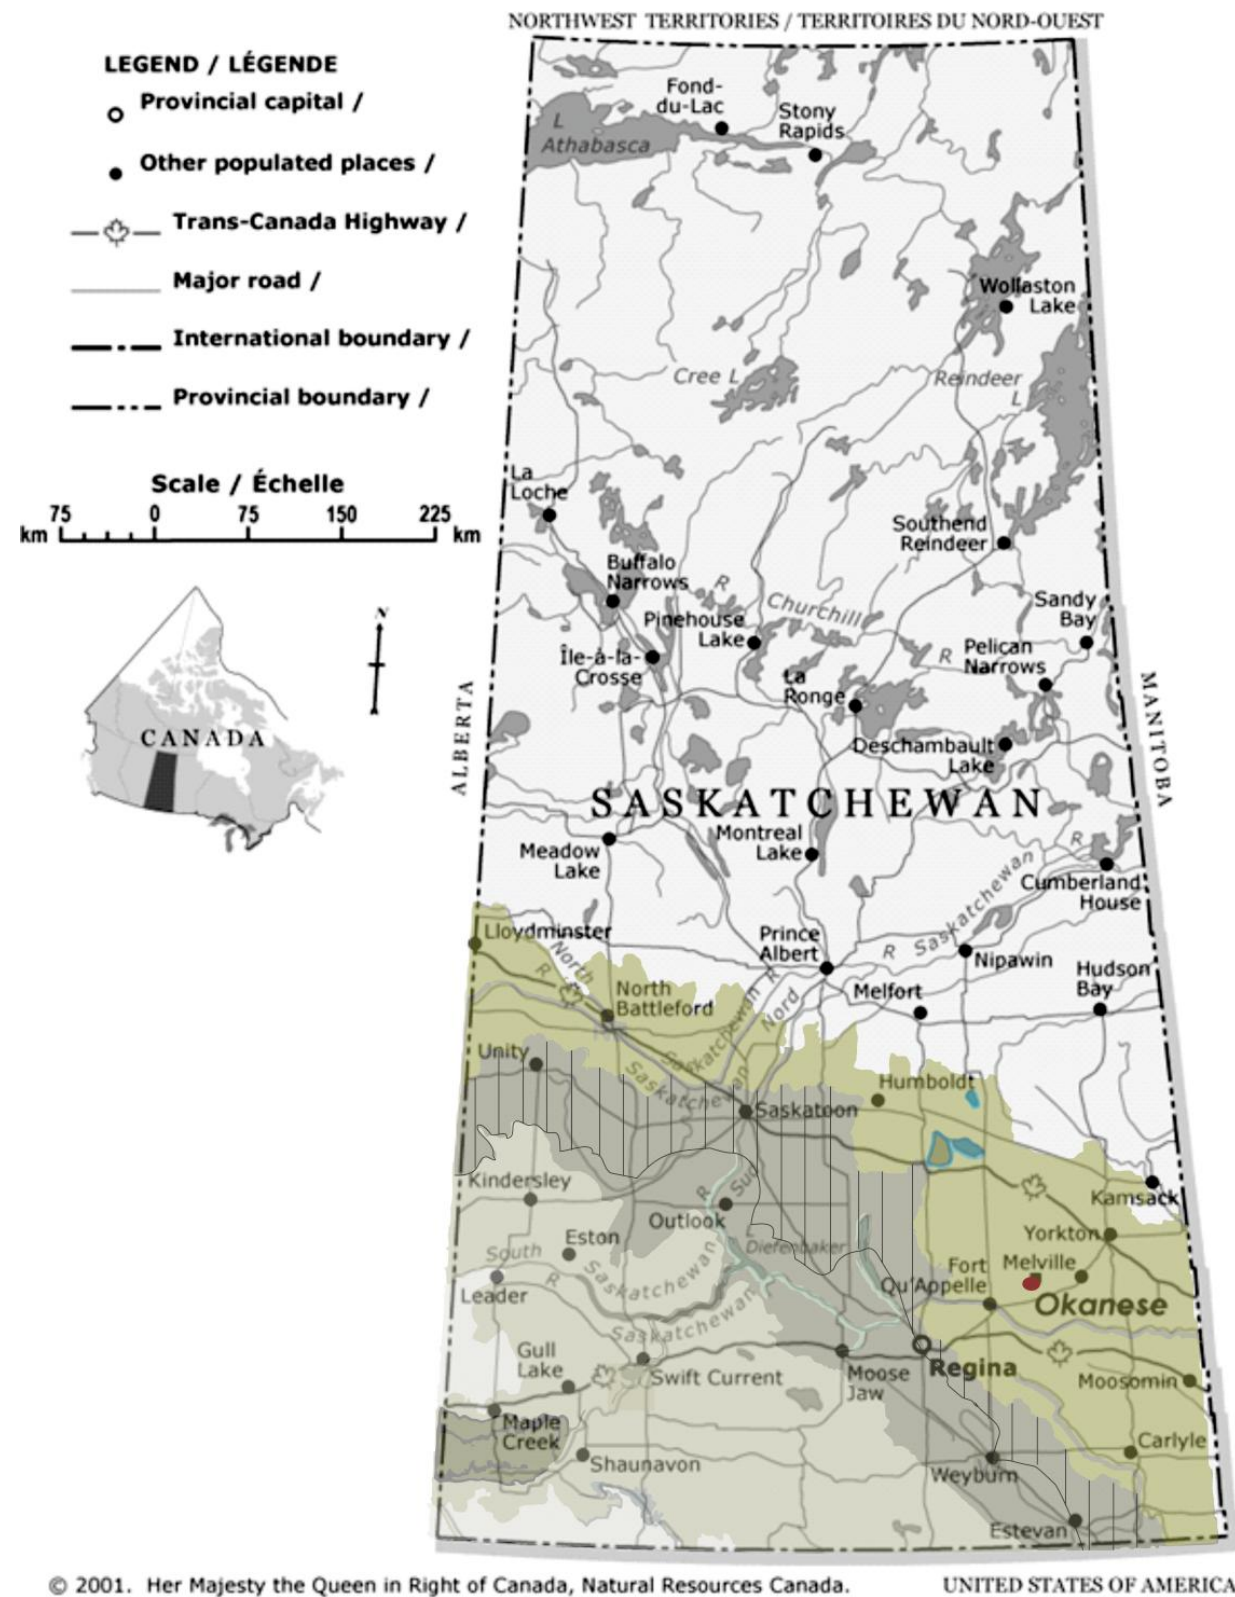 NORTHWEST TERRITORIES / TERRITOIRES DU NORD-OUEST
LEGEND / LÉGENDE
Provincial capital /
Other populated places /
Trans-Canada Highway /
Major road /
International boundary /
Provincial boundary /
Scale / Échelle
75 0 75 150 225
km km
N
CANADA
ALBERTA
MANITOBA
SASKATCHEWAN
Fond-
du-Lac
Stony
Rapids
L
Athabasca
Wollaston
Lake
Cree L
Reindeer
L
La
Loche
Southend
Reindeer
Buffalo
Narrows
R
Churchill
R
Sandy
Bay
Pinehouse
Lake
Pelican
Narrows
Île-à-la-
Crosse
La
Ronge
Deschambault
Lake
Montreal
Lake
Meadow
Lake
R
Saskatchewan
R
Cumberland
House
Lloydminster
Prince
Albert
Nipawin
Hudson
Bay
Melfort
North
R
North
Battleford
Saskatchewan R
Nord
Saskatchewan
Unity
Humboldt
Saskatoon
Kindersley
R
Sud
Outlook
Kamsack
Eston
L
Diefenbaker
Yorkton
South
R
Saskatchewan
Fort
Qu'Appelle
Melville
Leader
Okanese
Saskatchewan
Gull
Lake
Swift Current
Moose
Jaw
Regina
Moosomin
Maple
Creek
Shaunavon
Carlyle
Weyburn
Estevan
© 2001. Her Majesty the Queen in Right of Canada, Natural Resources Canada.
UNITED STATES OF AMERICA